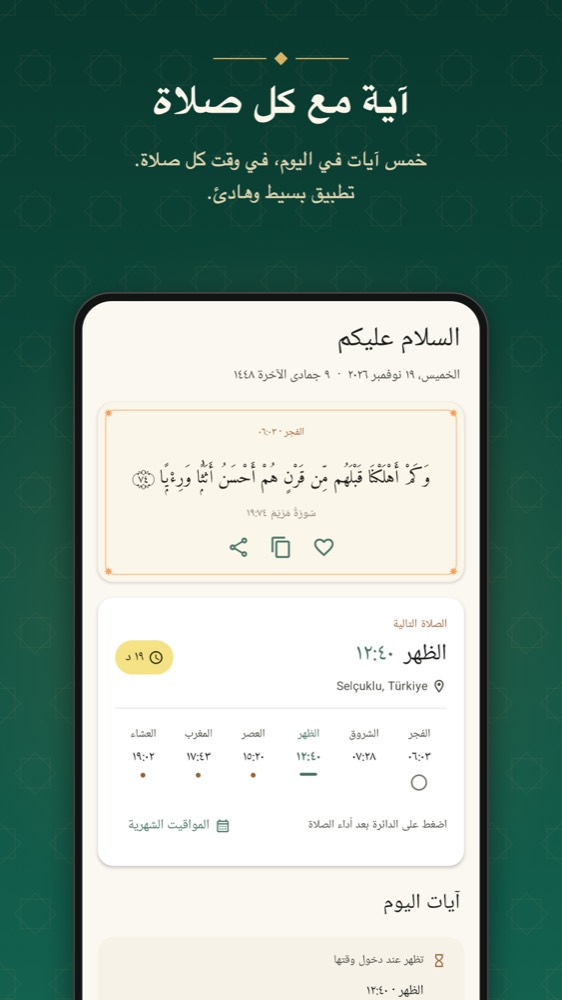 آية مع كل صلاة
خمس آيات في اليوم، في وقت كل صلاة.
تطبيق بسيط وهادئ.
السلام عليكم
الخميس، ١٩ نوفمبر ٢٠٢٦ · ٩ جمادى الآخرة ١٤٤٨
الفجر · ٠٦:٠٣
وَكَمْ أَهْلَكْنَا قَبْلَهُم مِّن قَرْنٍ هُمْ أَحْسَنُ أَثَٰثًا وَرِءْيًا ٧٤
سُورَةُ مَرْيَمَ ١٩:٧٤
الصلاة التالية
الظهر ١٢:٤٠
١٩ د
Selçuklu, Türkiye
الفجر الشروق الظهر العصر المغرب العشاء
٠٦:٠٣ ٠٧:٢٨ ١٢:٤٠ ١٥:٢٠ ١٧:٤٣ ١٩:٠٢
اضغط على الدائرة بعد أداء الصلاة
المواقيت الشهرية
آيات اليوم
تظهر عند دخول وقتها
الظهر · ١٢:٤٠